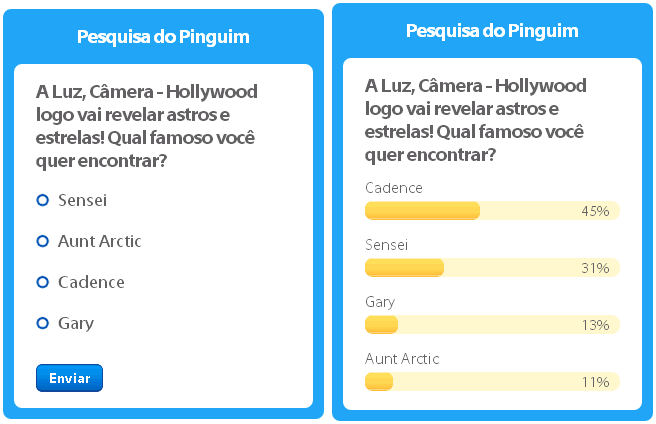 Pesquisa do Pinguim
A Luz, Câmera - Hollywood
logo vai revelar astros e
estrelas! Qual famoso você
quer encontrar?
Sensei
Aunt Arctic
Cadence
Gary
Enviar
Pesquisa do Pinguim
A Luz, Câmera - Hollywood
logo vai revelar astros e
estrelas! Qual famoso você
quer encontrar?
Cadence
45%
Sensei
31%
Gary
13%
Aunt Arctic
11%